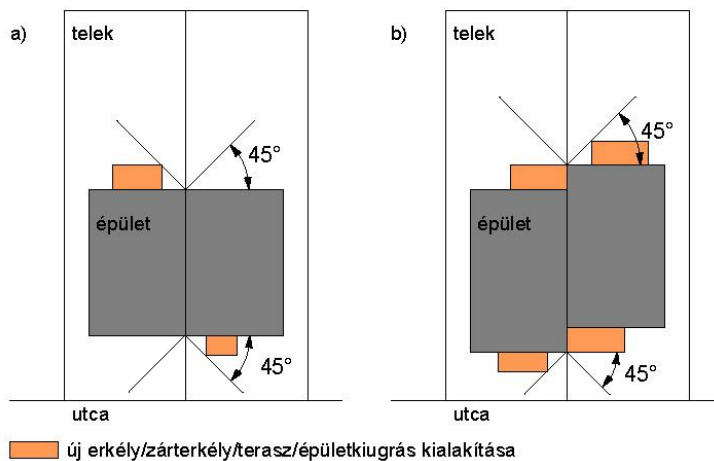 a)
telek
45°
épület
45°
utca
b)
telek
45°
épület
45°
utca
új erkély/zárterkély/terasz/épületkiugrás kialakítása